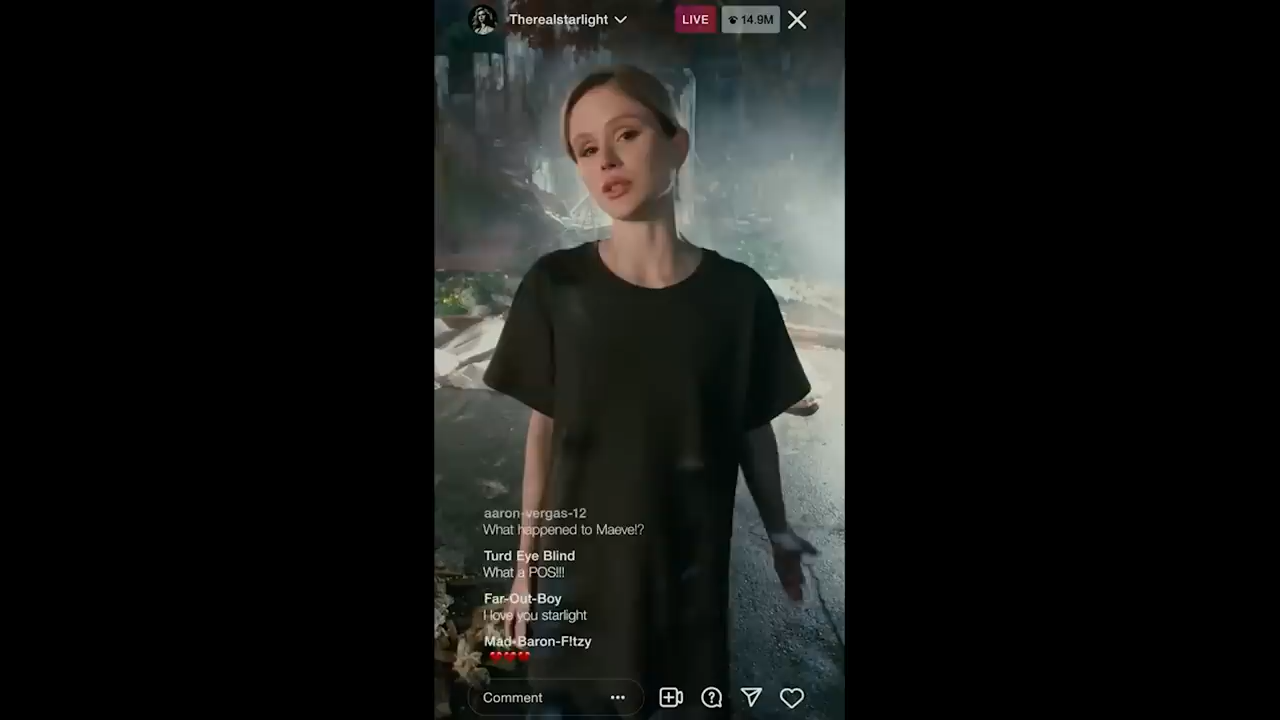 Therealstarlight
LIVE
14.9M
aaron-vergas-12
What happened to Maeve!?
Turd Eye Blind
What a POS!!!
Far-Out-Boy
I love you starlight
Mad-Baron-F!tzy
❤️❤️❤️
Comment